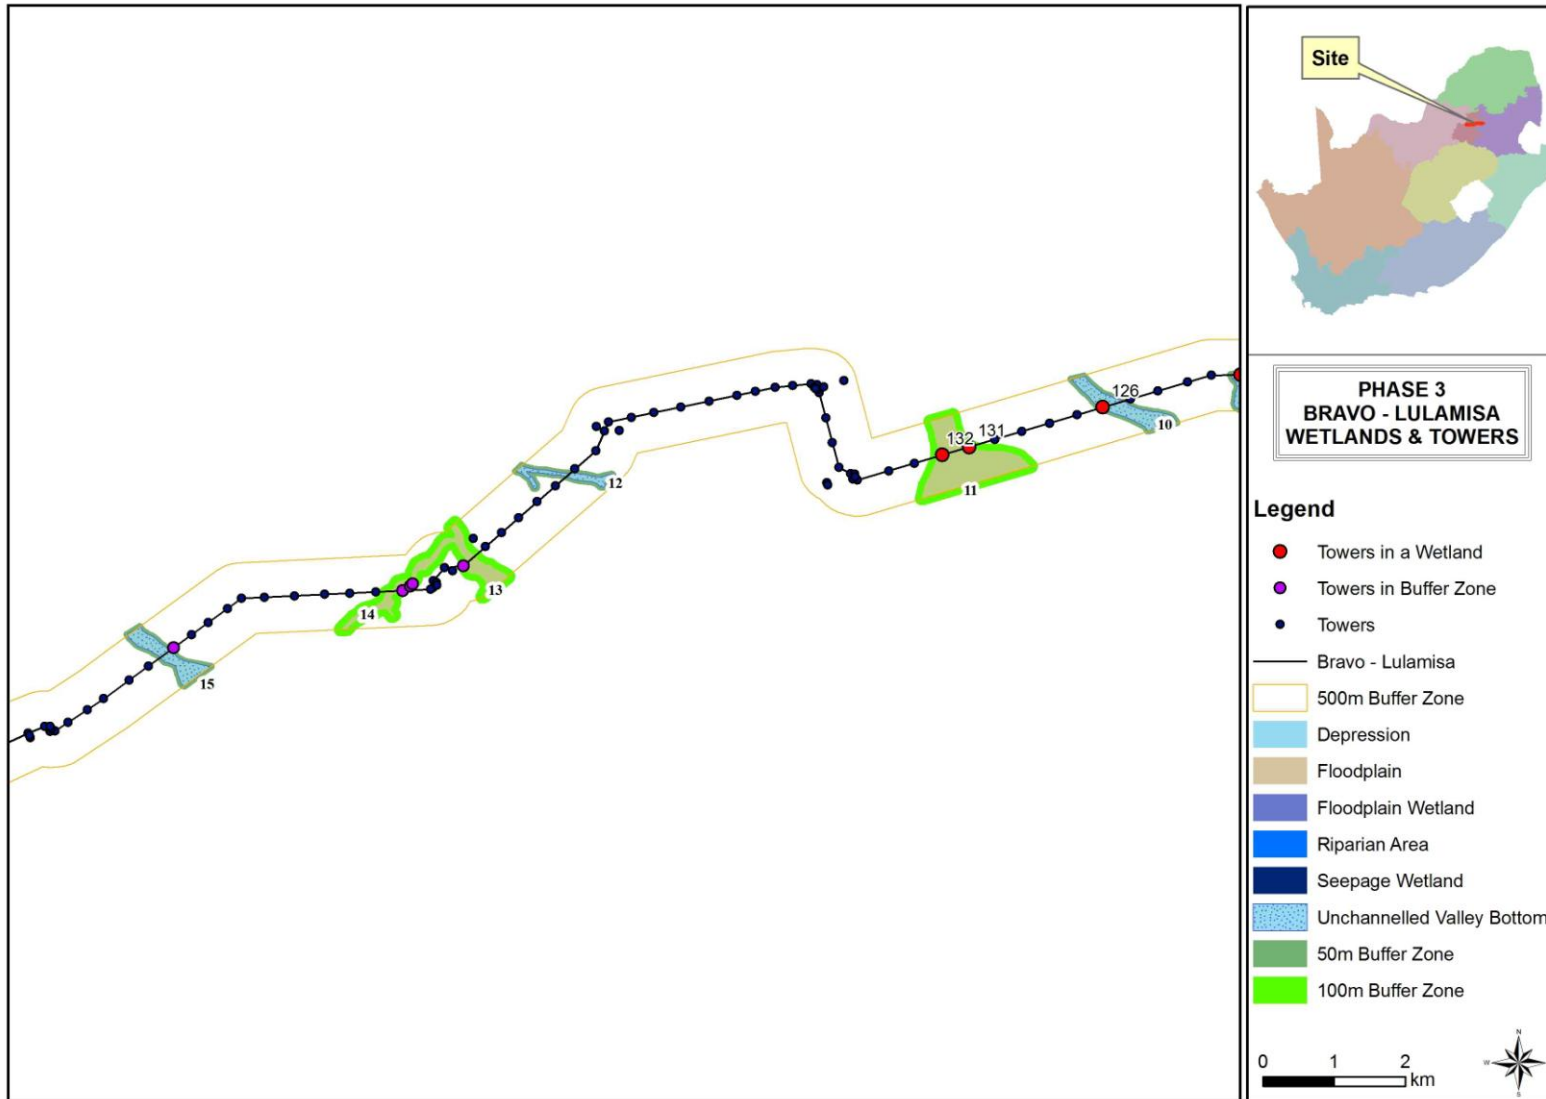 Site
PHASE 3
BRAVO - LULAMISA
WETLANDS & TOWERS
Legend
Towers in a Wetland
Towers in Buffer Zone
Towers
Bravo - Lulamisa
500m Buffer Zone
Depression
Floodplain
Floodplain Wetland
Riparian Area
Seepage Wetland
Unchannelled Valley Bottom
50m Buffer Zone
100m Buffer Zone
0 1 2
km
N
W
S
126
10
132 131
11
12
13
14
15